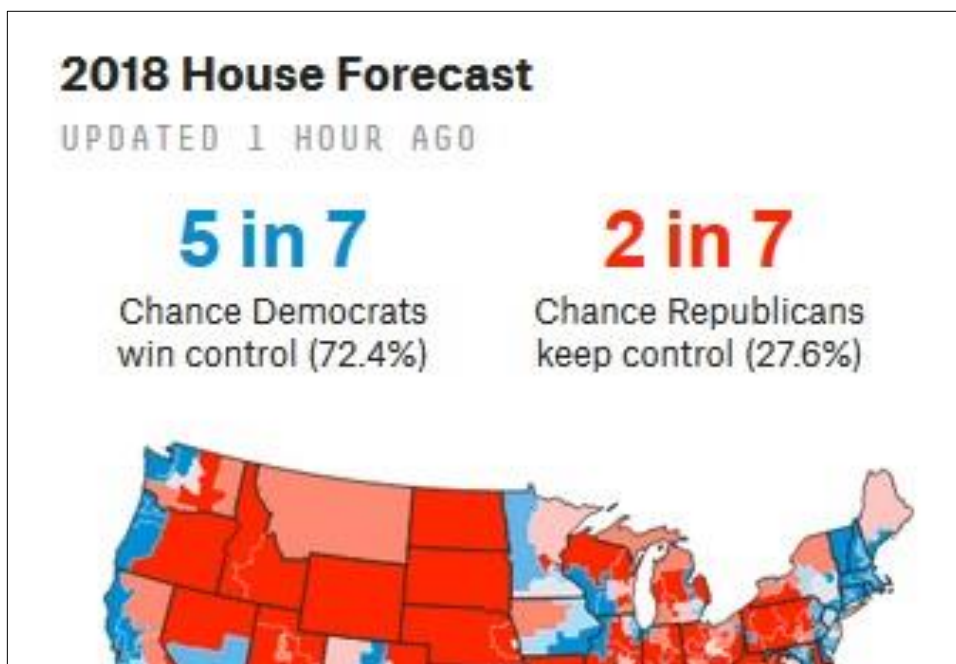 2018 House Forecast
UPDATED 1 HOUR AGO
5 in 7
Chance Democrats
win control (72.4%)
2 in 7
Chance Republicans
keep control (27.6%)